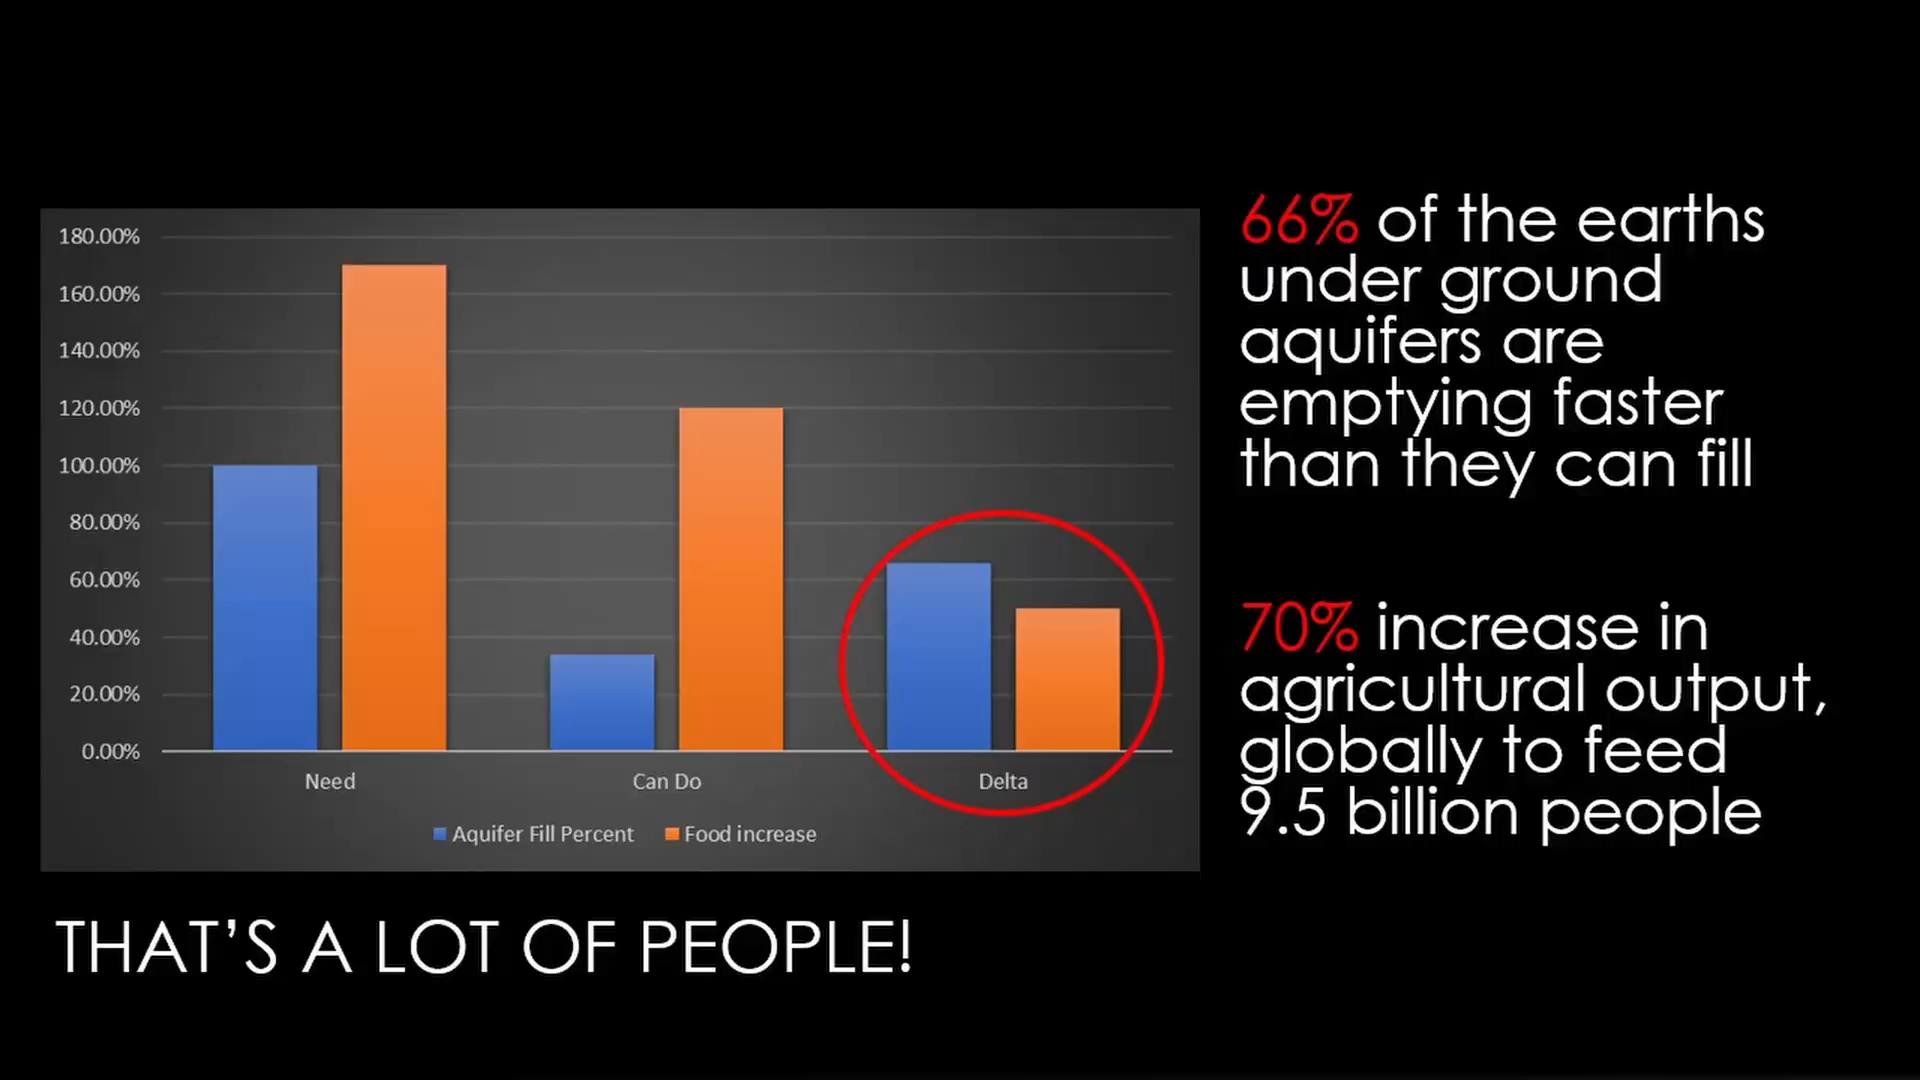 180.00%
160.00%
140.00%
120.00%
100.00%
80.00%
60.00%
40.00%
20.00%
0.00%
Need Can Do Delta
Aquifer Fill Percent Food increase
66% of the earths
under ground
aquifers are
emptying faster
than they can fill
70% increase in
agricultural output,
globally to feed
9.5 billion people
THAT’S A LOT OF PEOPLE!